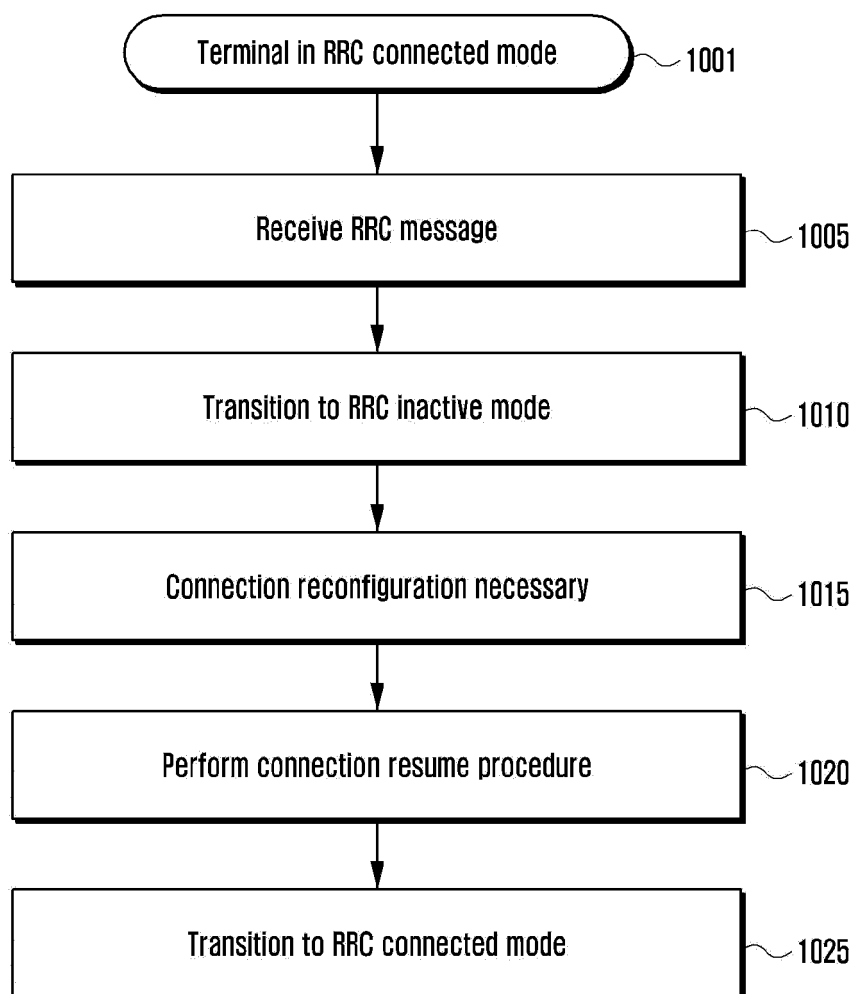 Terminal in RRC connected mode
1001
Receive RRC message
1005
Transition to RRC inactive mode
1010
Connection reconfiguration necessary
1015
Perform connection resume procedure
1020
Transition to RRC connected mode
1025